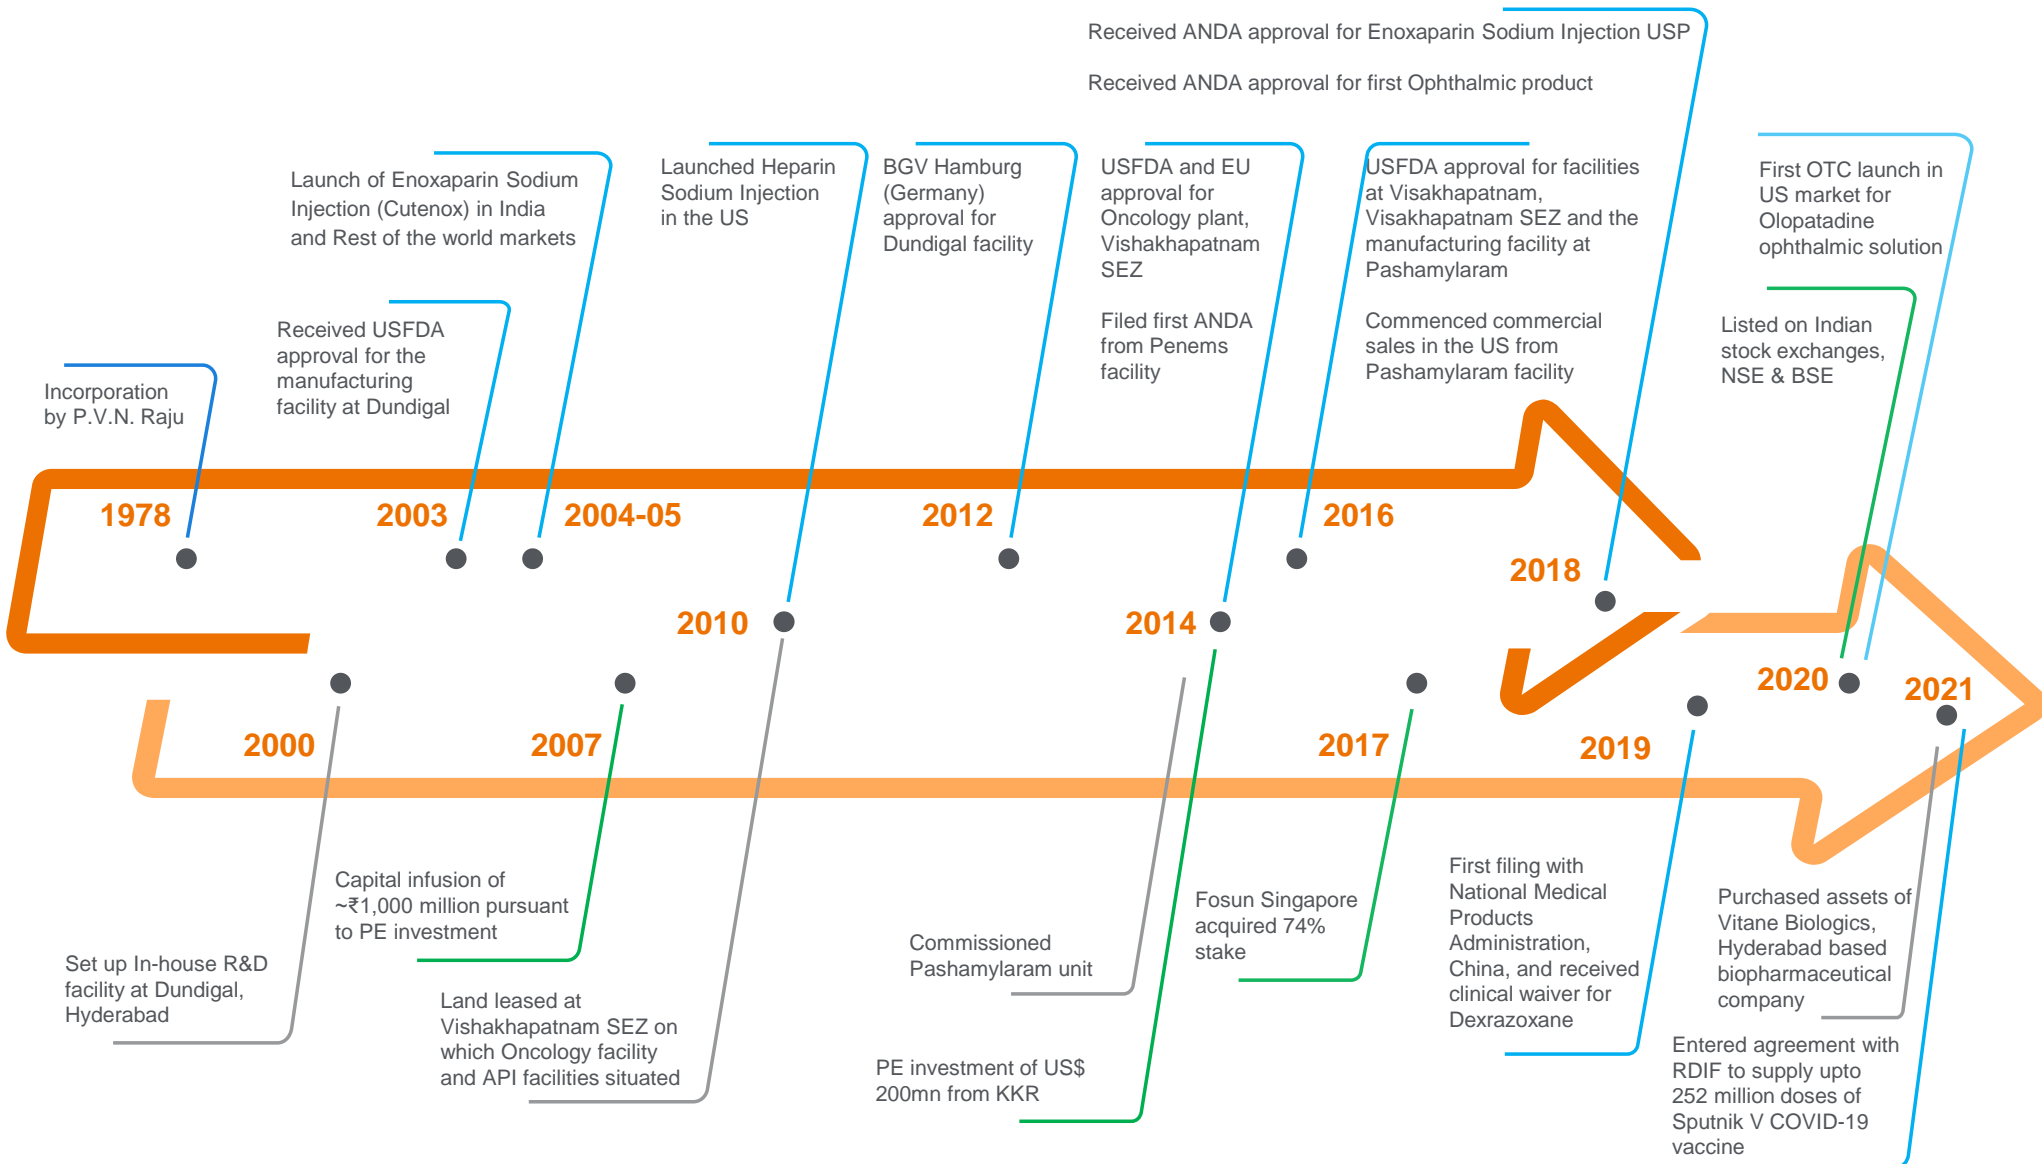 Received ANDA approval for Enoxaparin Sodium Injection USP
Received ANDA approval for first Ophthalmic product
Launch of Enoxaparin Sodium
Injection (Cutenox) in India
and Rest of the world markets
Launched Heparin
Sodium Injection
in the US
BGV Hamburg
(Germany)
approval for
Dundigal facility
USFDA and EU
approval for
Oncology plant,
Vishakhapatnam
SEZ
Filed first ANDA
from Penems
facility
USFDA approval for facilities
at Visakhapatnam,
Visakhapatnam SEZ and the
manufacturing facility at
Pashamylaram
Commenced commercial
sales in the US from
Pashamylaram facility
First OTC launch in
US market for
Olopatadine
ophthalmic solution
Listed on Indian
stock exchanges,
NSE & BSE
Received USFDA
approval for the
manufacturing
facility at Dundigal
Incorporation
by P.V.N. Raju
1978
2003
2004-05
2012
2016
2018
2010
2014
2020
2021
2000
2007
2017
2019
Set up In-house R&D
facility at Dundigal,
Hyderabad
Capital infusion of
~₹1,000 million pursuant
to PE investment
Land leased at
Vishakhapatnam SEZ on
which Oncology facility
and API facilities situated
Commissioned
Pashamylaram unit
PE investment of US$
200mn from KKR
Fosun Singapore
acquired 74%
stake
First filing with
National Medical
Products
Administration,
China, and received
clinical waiver for
Dexrazoxane
Purchased assets of
Vitane Biologics,
Hyderabad based
biopharmaceutical
company
Entered agreement with
RDIF to supply upto
252 million doses of
Sputnik V COVID-19
vaccine